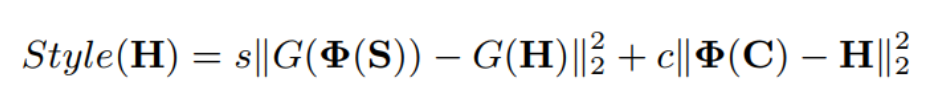 Style(H) = s‖G(Φ(S)) − G(H)‖₂² + c‖Φ(C) − H‖₂²